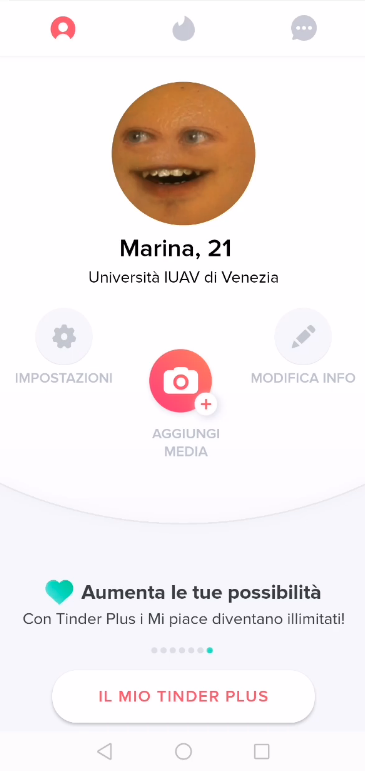 Marina, 21
Università IUAV di Venezia
IMPOSTAZIONI
MODIFICA INFO
AGGIUNGI
MEDIA
Aumenta le tue possibilità
Con Tinder Plus i Mi piace diventano illimitati!
IL MIO TINDER PLUS